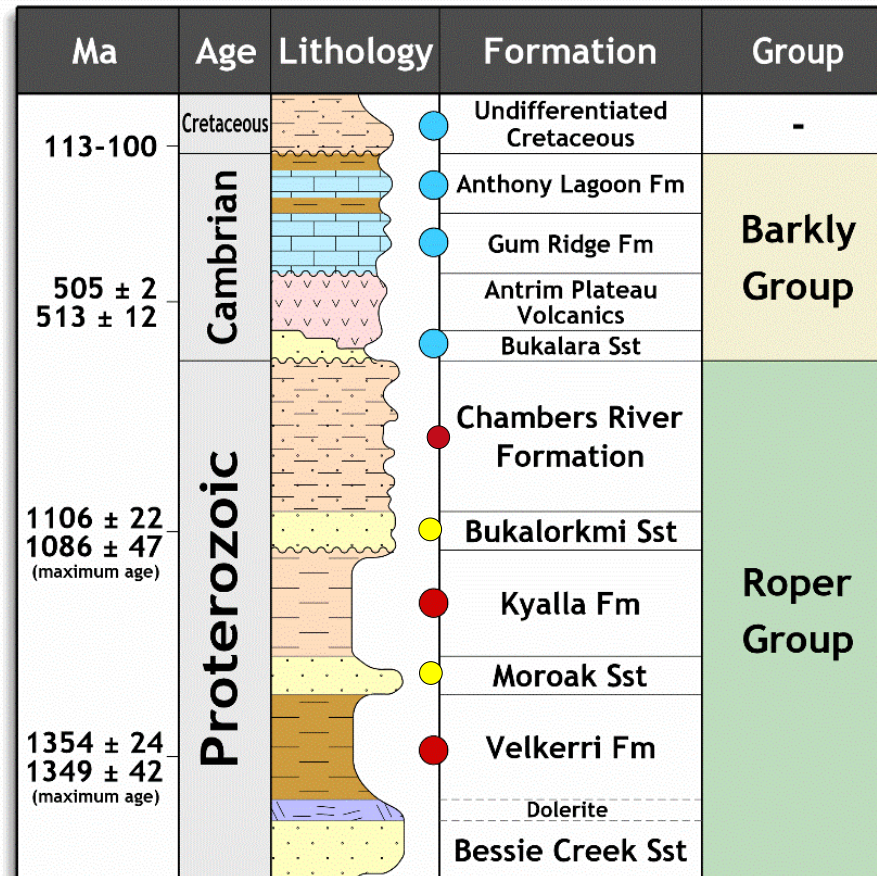 Ma
Age
Lithology
Formation
Group
113-100
Cretaceous
Undifferentiated
Cretaceous
-
Cambrian
Anthony Lagoon Fm
Gum Ridge Fm
505 ± 2
513 ± 12
Antrim Plateau
Volcanics
Bukalara Sst
Barkly
Group
Proterozoic
Chambers River
Formation
1106 ± 22
1086 ± 47
(maximum age)
Bukalorkmi Sst
Kyalla Fm
Moroak Sst
1354 ± 24
1349 ± 42
(maximum age)
Velkerri Fm
Dolerite
Bessie Creek Sst
Roper
Group